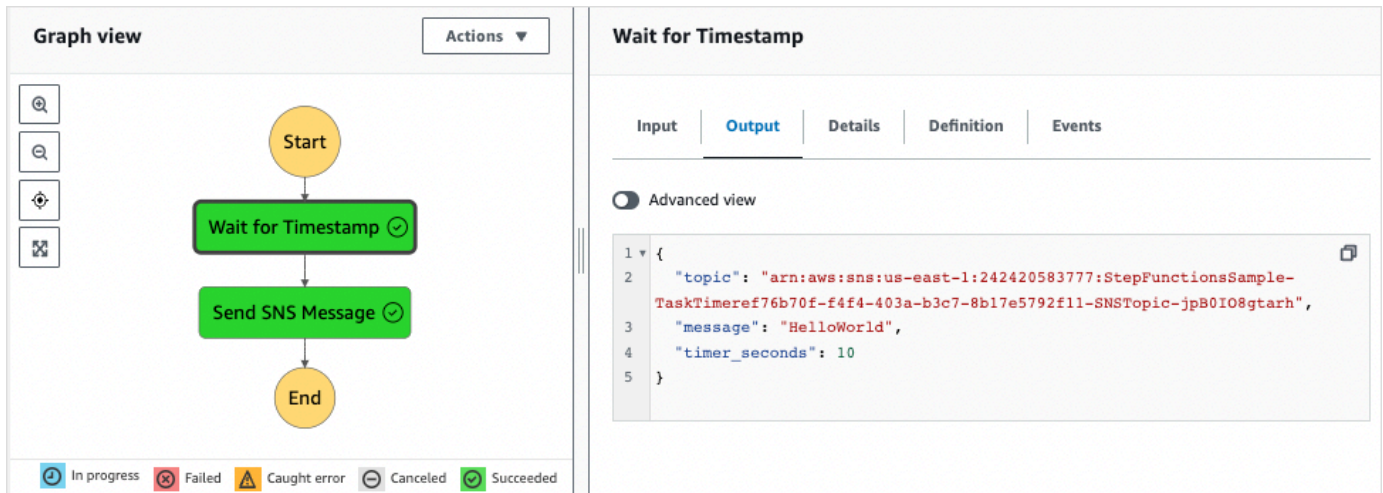 Graph view
Actions
Start
Wait for Timestamp
Send SNS Message
End
In progress
Failed
Caught error
Canceled
Succeeded
Wait for Timestamp
Input
Output
Details
Definition
Events
Advanced view
1 {
2 "topic": "arn:aws:sns:us-east-1:242420583777:StepFunctionsSample-
TaskTimeref76b70f-f4f4-403a-b3c7-8b17e5792f11-SNSTopic-jpB0IO8gtarh",
3 "message": "HelloWorld",
4 "timer_seconds": 10
5 }